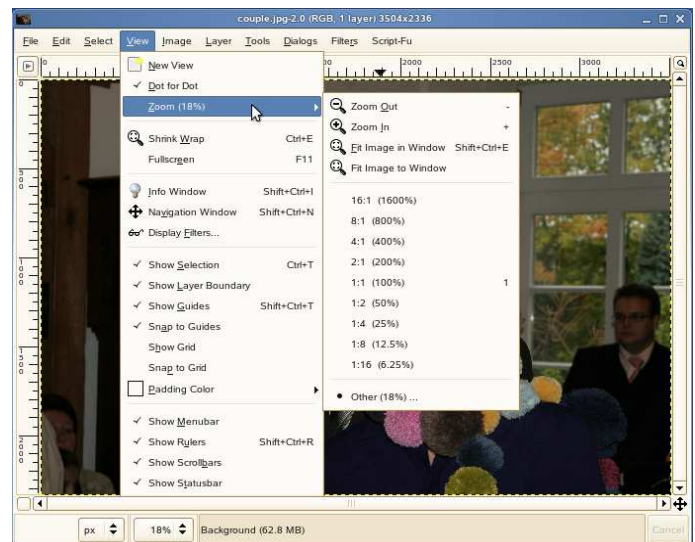 couple.jpg-2.0 (RGB, 1 layer) 3504x2336
File Edit Select View Image Layer Tools Dialogs Filters Script-Fu
0 2000 2500 3000
New View
Dot for Dot
Zoom (18%)
Shrink Wrap Ctrl+E
Fullscreen F11
Info Window Shift+Ctrl+I
Navigation Window Shift+Ctrl+N
Display Filters...
Show Selection Ctrl+T
Show Layer Boundary
Show Guides Shift+Ctrl+T
Snap to Guides
Show Grid
Snap to Grid
Padding Color
Show Menubar
Show Rulers Shift+Ctrl+R
Show Scrollbars
Show Statusbar
Zoom Out -
Zoom In +
Fit Image in Window Shift+Ctrl+E
Fit Image to Window
16:1 (1600%)
8:1 (800%)
4:1 (400%)
2:1 (200%)
1:1 (100%) 1
1:2 (50%)
1:4 (25%)
1:8 (12.5%)
1:16 (6.25%)
Other (18%) ...
0
500
1000
1500
2000
px 18% Background (62.8 MB) Cancel